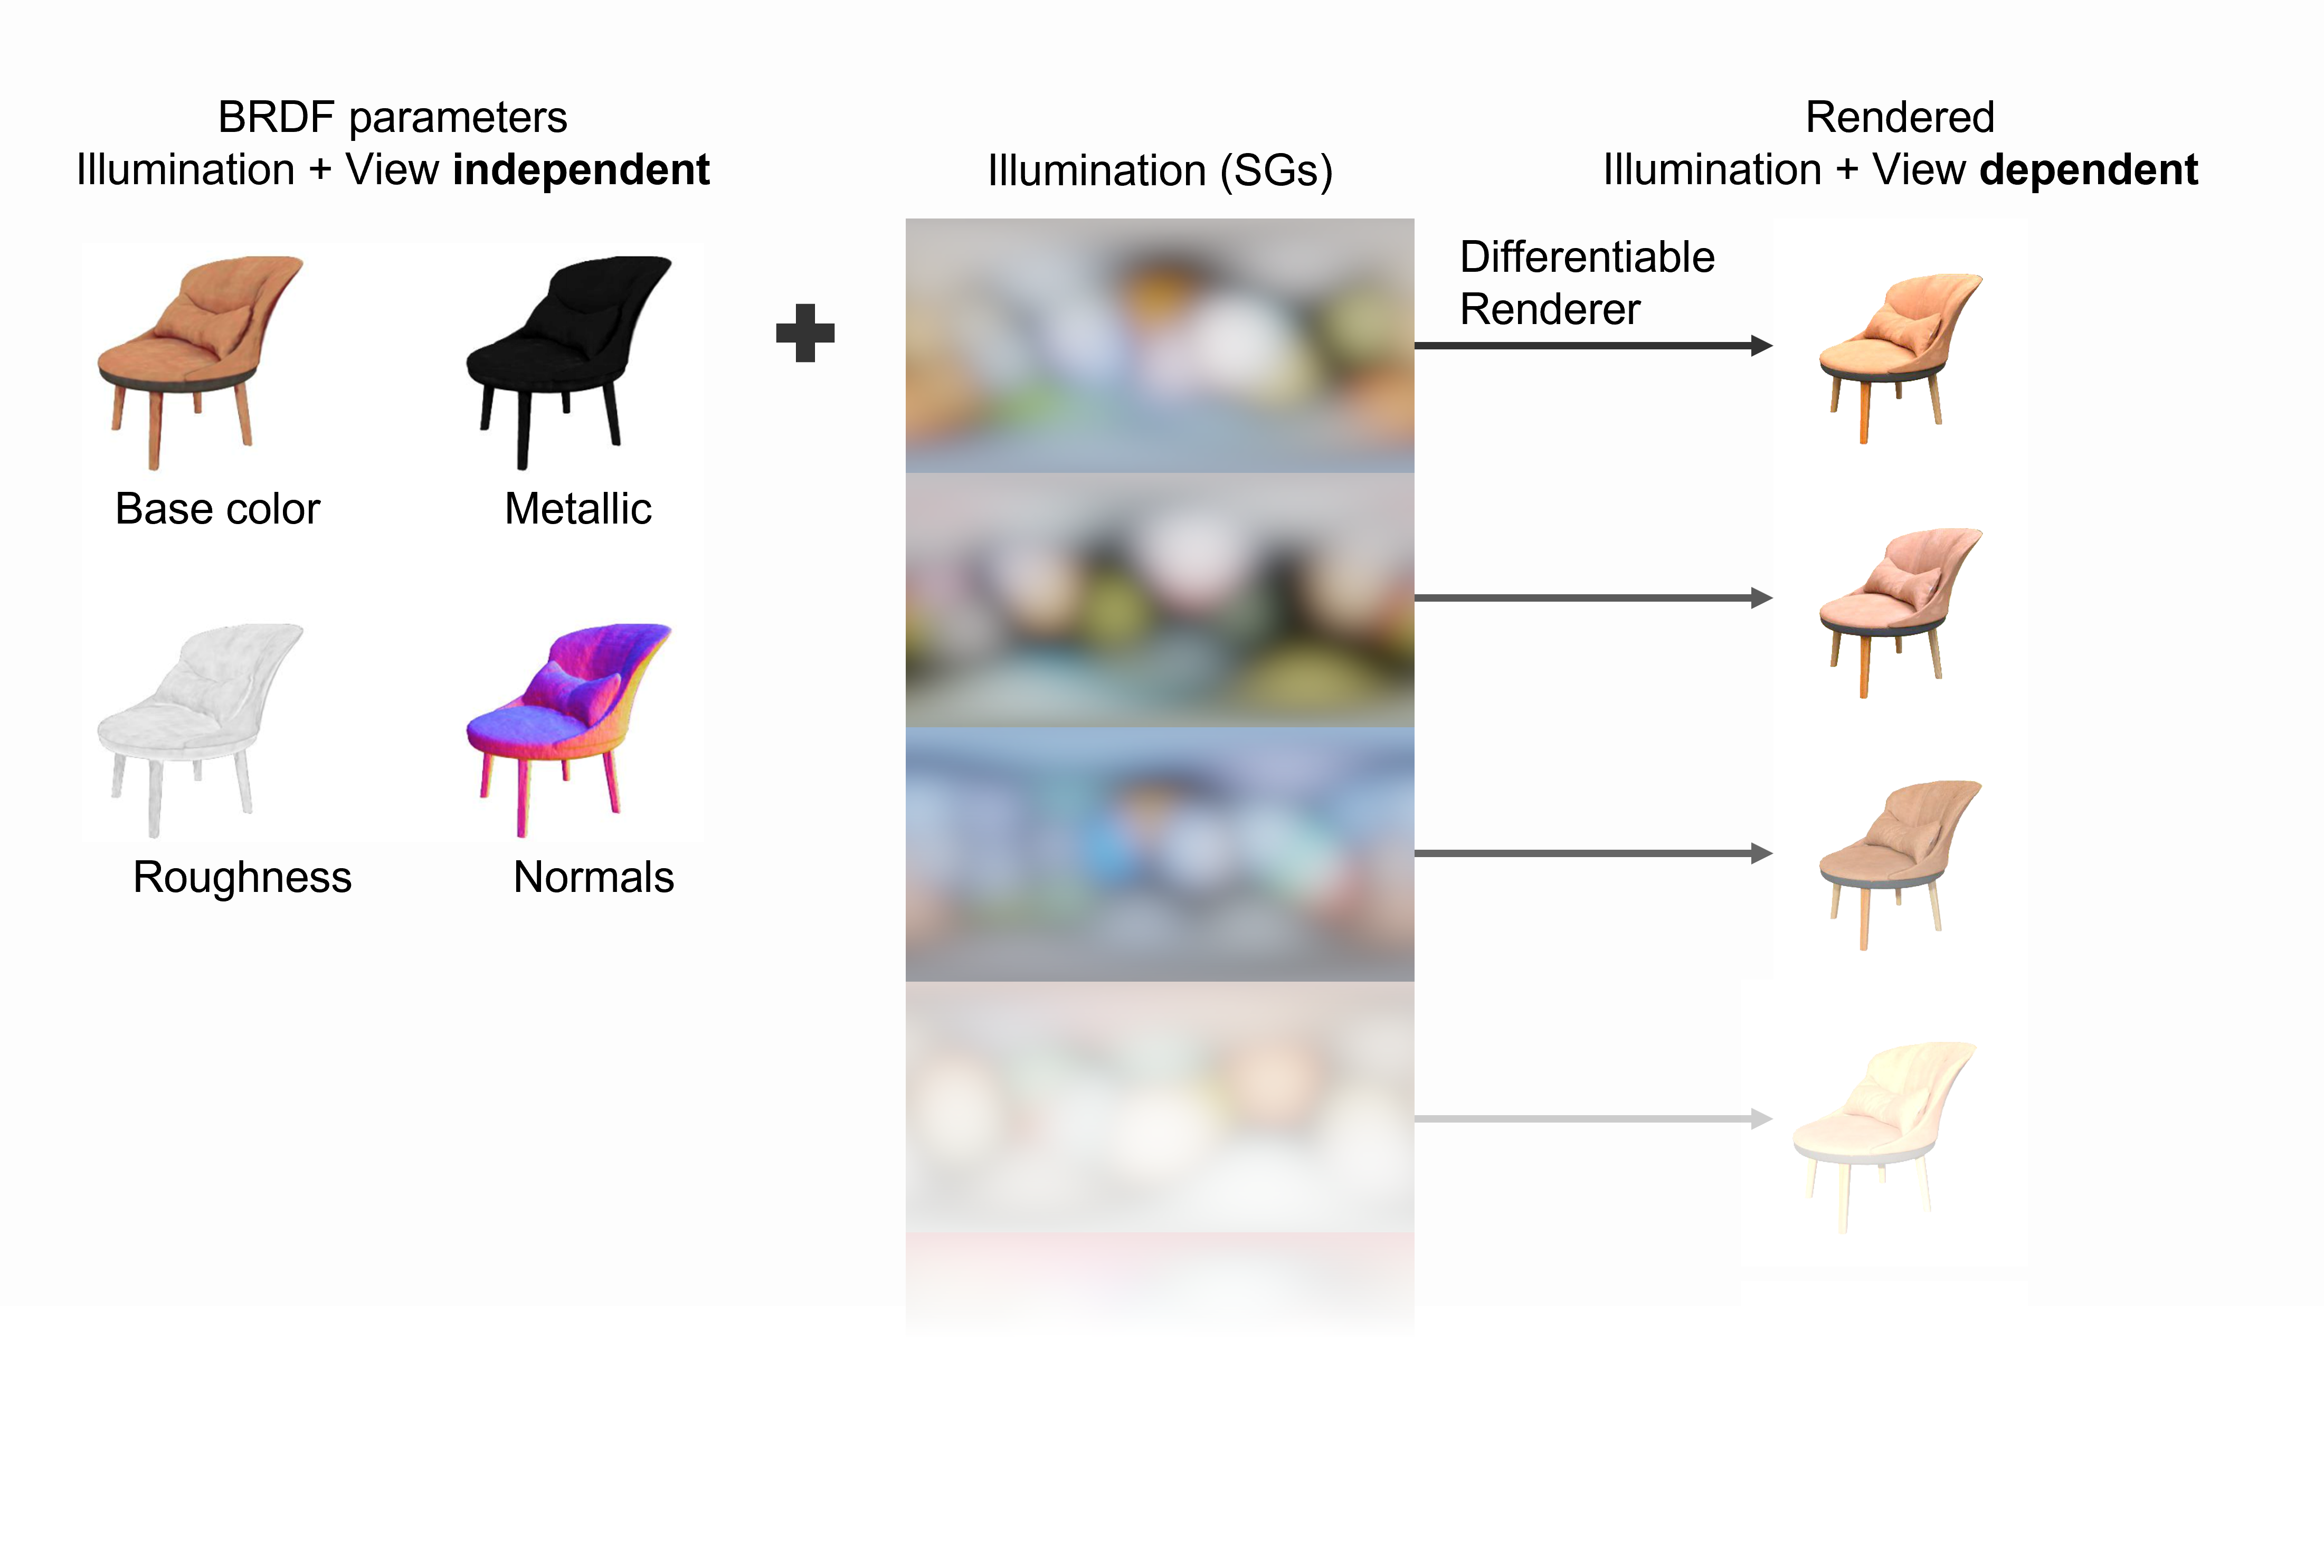 BRDF parameters
Illumination + View independent
Base color
Metallic
Roughness
Normals
Illumination (SGs)
Differentiable
Renderer
Rendered
Illumination + View dependent